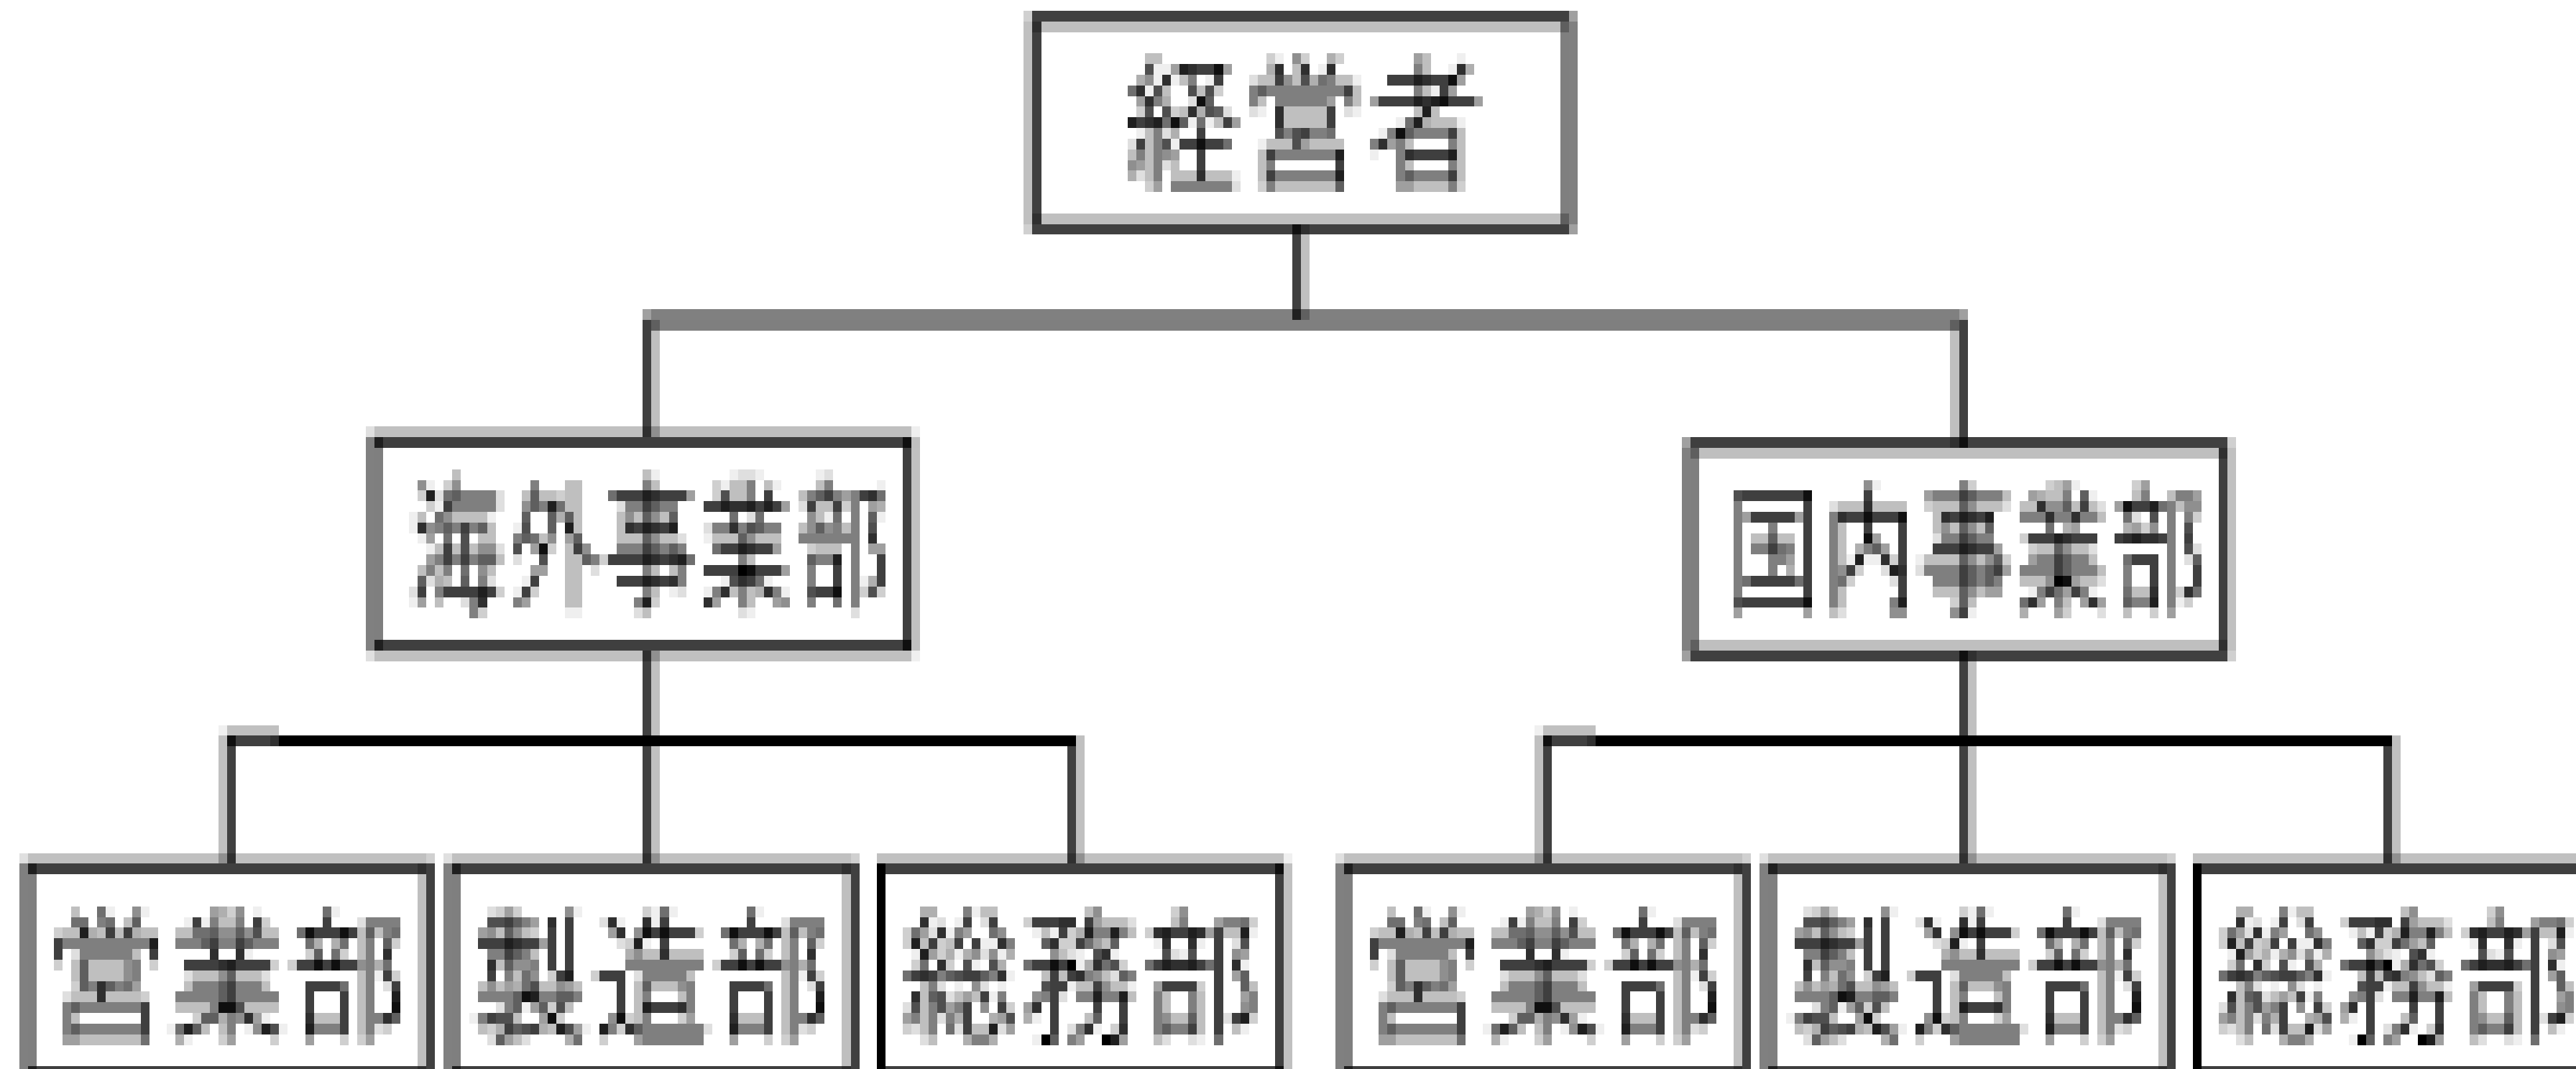 経営者
海外事業部
国内事業部
営業部
製造部
総務部
営業部
製造部
総務部